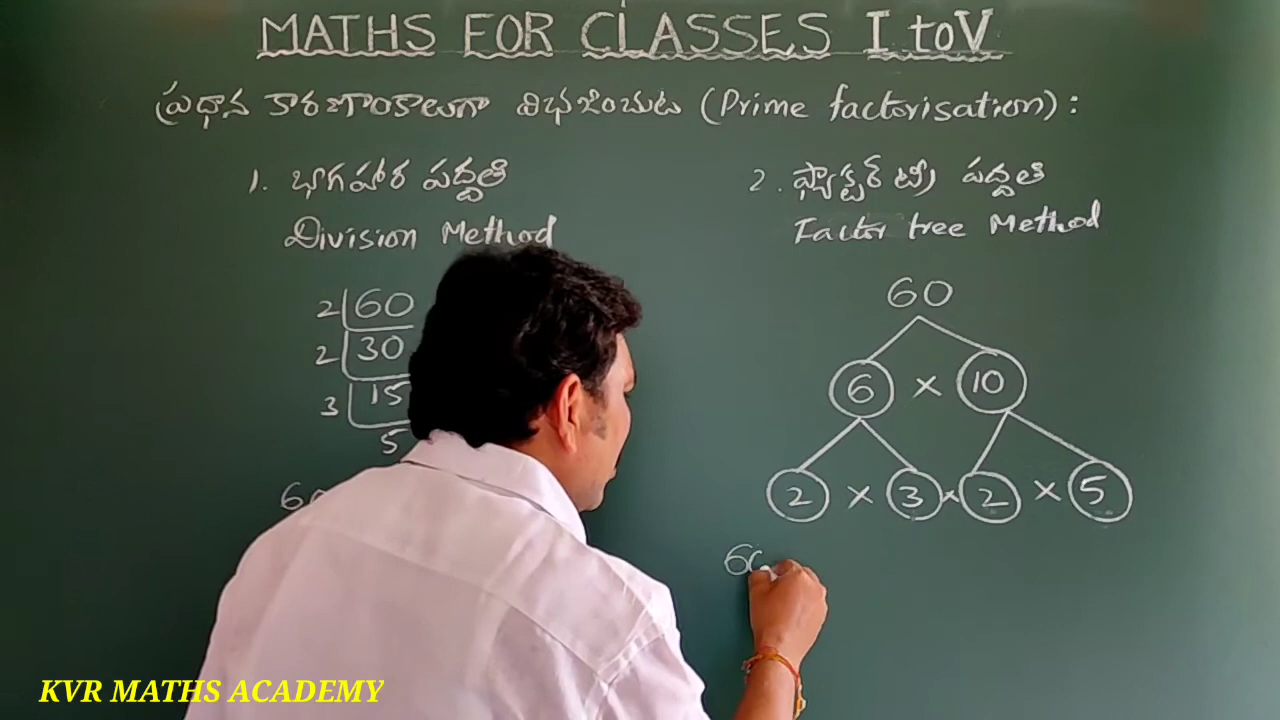 MATHS FOR CLASSES I to V
ప్రధాన కారణాంకాలుగా విభజించుట (Prime factorisation) :
1. భాగహార పద్ధతి
Division Method
2 60
2 30
3 15
5
60
2. ఫ్యాక్టర్ ట్రీ పద్ధతి
Factor tree Method
60
6 × 10
2 × 3 × 2 × 5
60
KVR MATHS ACADEMY